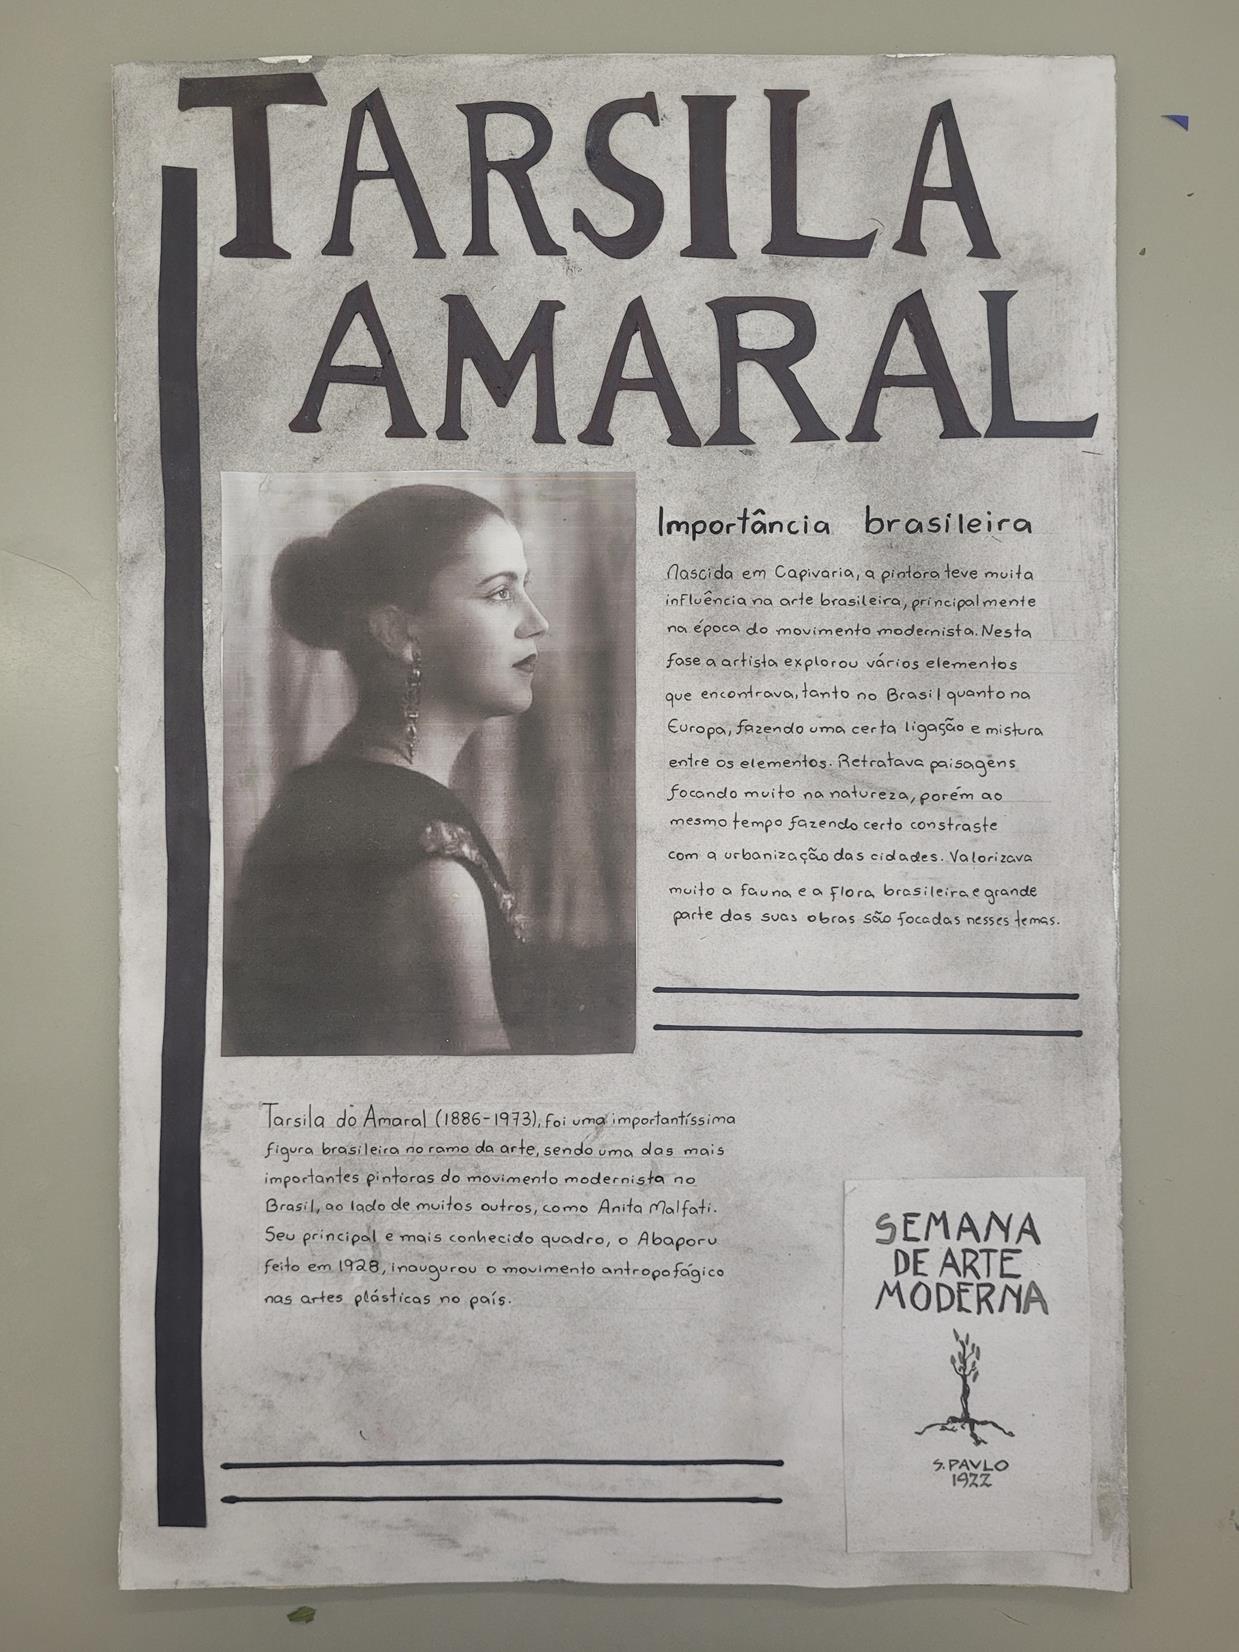 TARSILA
AMARAL
Importância brasileira
Nascida em Capivaria, a pintora teve muita
influência na arte brasileira, principalmente
na época do movimento modernista. Nesta
fase a artista explorou vários elementos
que encontrava, tanto no Brasil quanto na
Europa, fazendo uma certa ligação e mistura
entre os elementos. Retratava paisagens
focando muito na natureza, porém ao
mesmo tempo fazendo certo constraste
com a urbanização das cidades. Valorizava
muito a fauna e a flora brasileira e grande
parte das suas obras são focadas nesses temas.
Tarsila do Amaral (1886-1973), foi uma importantíssima
figura brasileira no ramo da arte, sendo uma das mais
importantes pintoras do movimento modernista no
Brasil, ao lado de muitos outros, como Anita Malfati.
Seu principal e mais conhecido quadro, o Abaporu
feito em 1928, inaugurou o movimento antropofágico
nas artes plásticas no país.
SEMANA
DE ARTE
MODERNA
S. PAVLO
1922